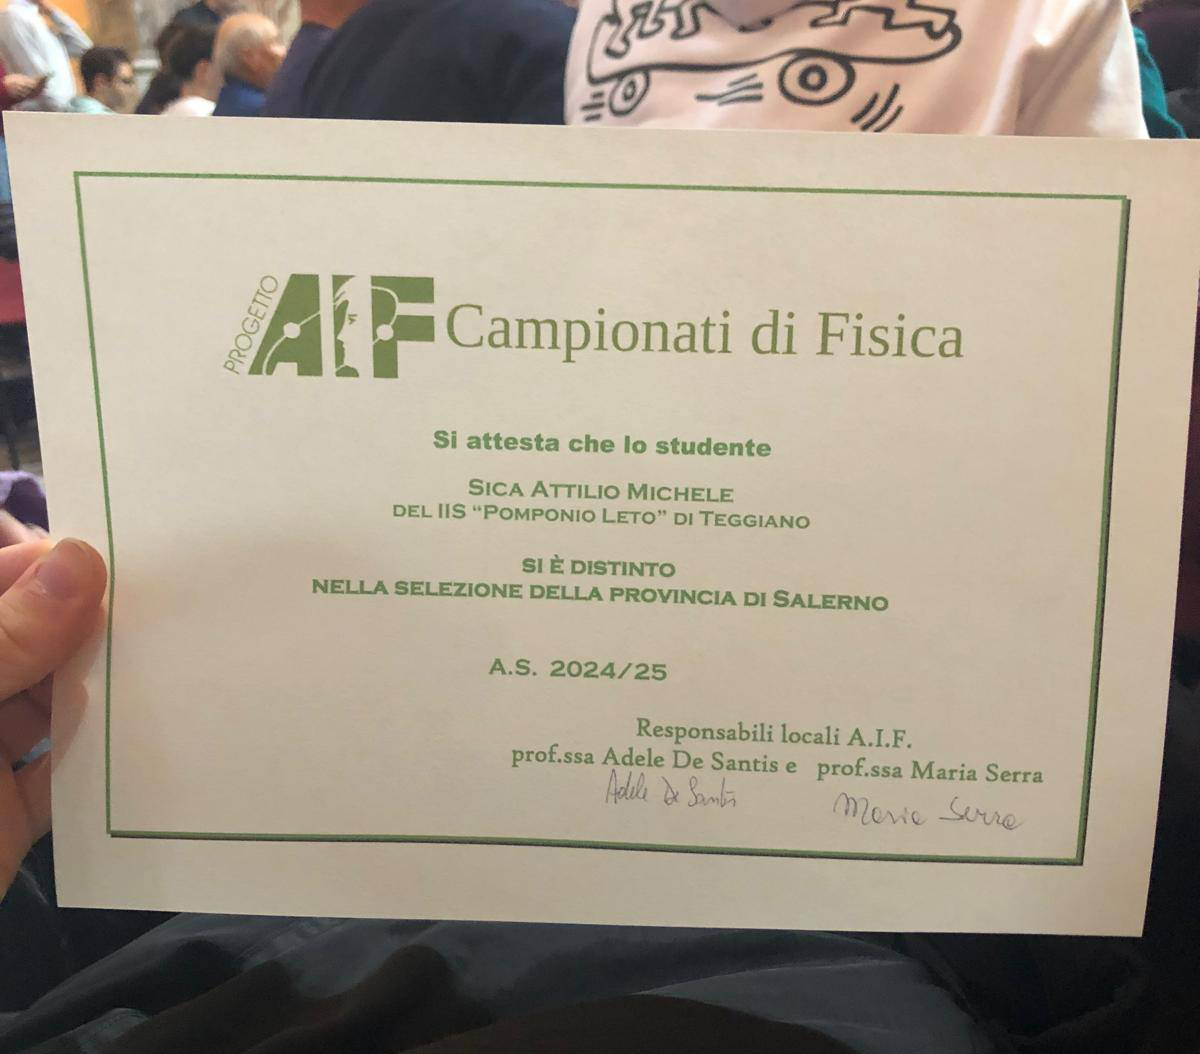 PROGETTO
AIF Campionati di Fisica
Si attesta che lo studente
SICA ATTILIO MICHELE
DEL IIS “POMPONIO LETO” DI TEGGIANO
SI È DISTINTO
NELLA SELEZIONE DELLA PROVINCIA DI SALERNO
A.S. 2024/25
Responsabili locali A.I.F.
prof.ssa Adele De Santis e prof.ssa Maria Serra
Adele De Santis Maria Serra